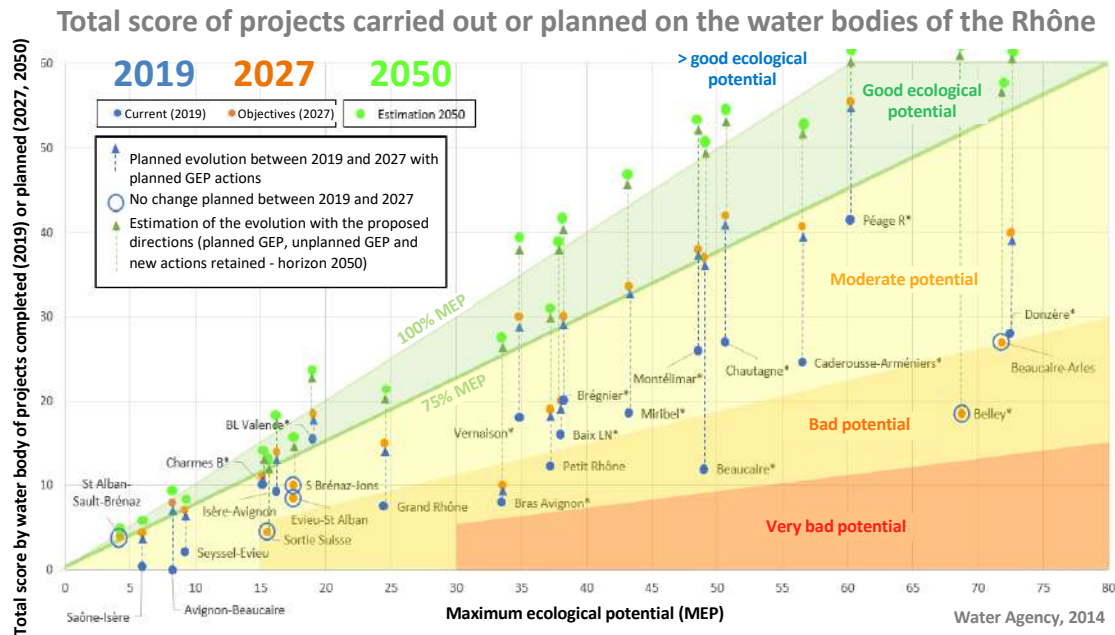 Total score of projects carried out or planned on the water bodies of the Rhône
Total score by water body of projects completed (2019) or planned (2027, 2050)
2019 2027 2050
Current (2019) Objectives (2027) Estimation 2050
Planned evolution between 2019 and 2027 with
planned GEP actions
No change planned between 2019 and 2027
Estimation of the evolution with the proposed
directions (planned GEP, unplanned GEP and
new actions retained - horizon 2050)
> good ecological
potential
Good ecological
potential
Moderate potential
Bad potential
Very bad potential
100% MEP
75% MEP
60
50
40
30
20
10
0
Péage R*
Donzère*
Beaucaire-Arles
Caderousse-Arméniers*
Chautagne*
Montélimar*
Brégnier*
Miribel*
Belley*
BL Valence*
Vernaison*
Baix LN*
Charmes B*
Petit Rhône
Beaucaire*
St Alban-
Sault-Brénaz
S Brénaz-Jons
Isère-Avignon
Evieu-St Alban
Grand Rhône
Bras Avignon*
Sortie Suisse
Seyssel-Evieu
Saône-Isère
Avignon-Beaucaire
0 5 10 15 20 25 30 35 40 45 50 55 60 65 70 75 80
Maximum ecological potential (MEP)
Water Agency, 2014